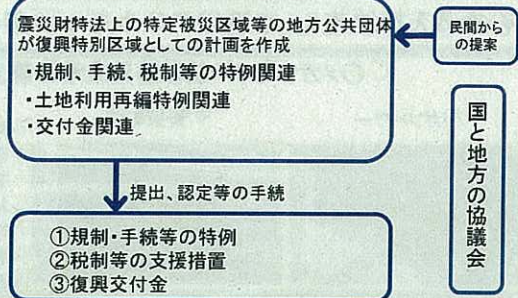 震災財特法上の特定被災区域等の地方公共団体
が復興特別区域としての計画を作成
・規制、手続、税制等の特例関連
・土地利用再編特例関連
・交付金関連
民間から
の提案
国と地方の協議会
提出、認定等の手続
①規制・手続等の特例
②税制等の支援措置
③復興交付金